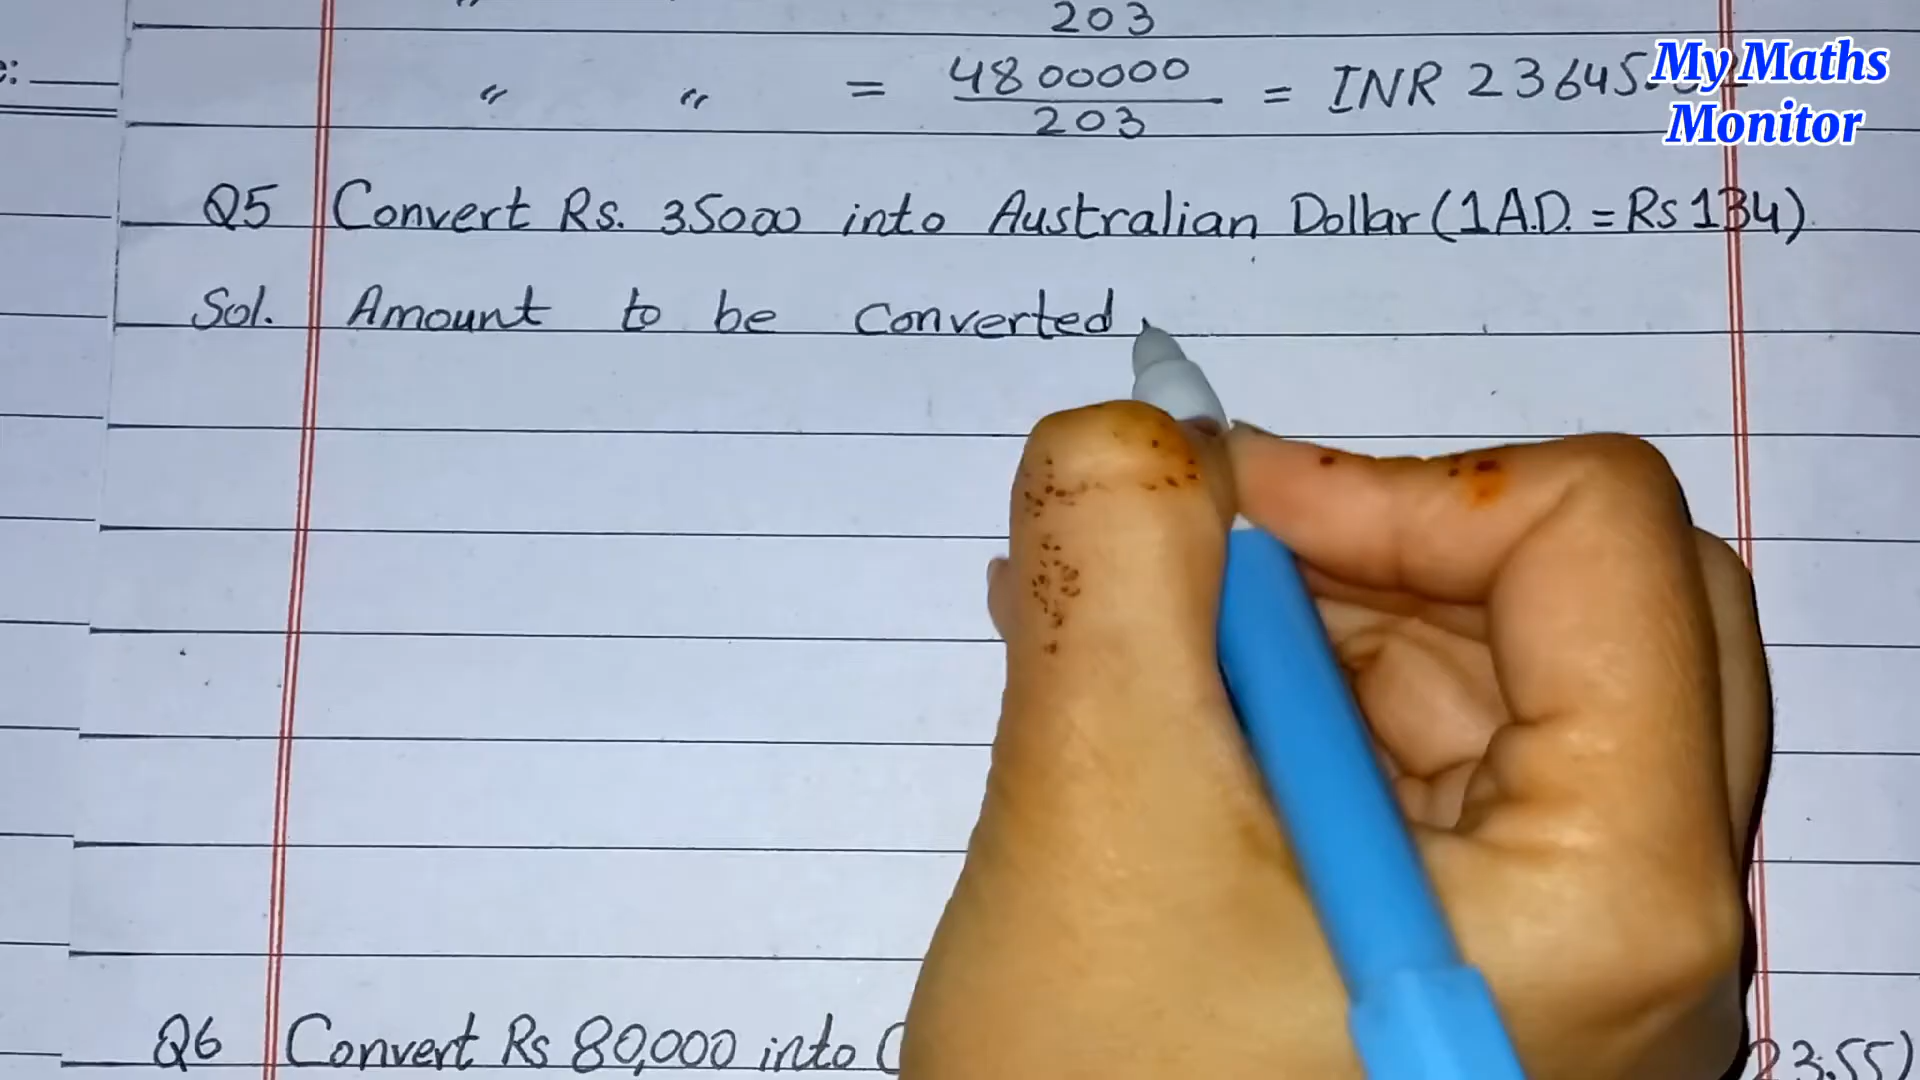 203
e:
" " = 4800000 = INR 23645.
203
My Maths
Monitor
Q5 Convert Rs. 35000 into Australian Dollar (1A.D. = Rs 134)
Sol. Amount to be Converted
Q6 Convert Rs 80,000 into 23.55)